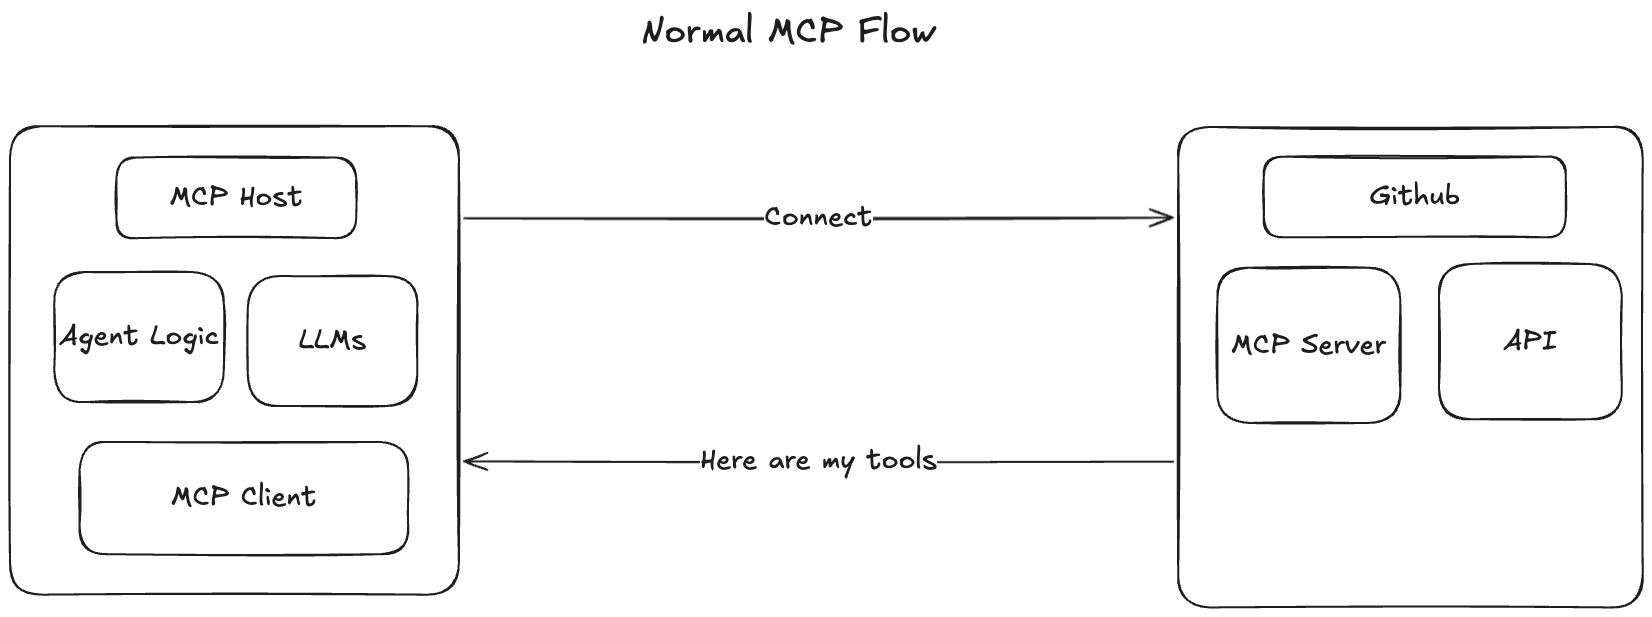 Normal MCP Flow
MCP Host
Agent Logic
LLMs
MCP Client
Connect
Here are my tools
Github
MCP Server
API